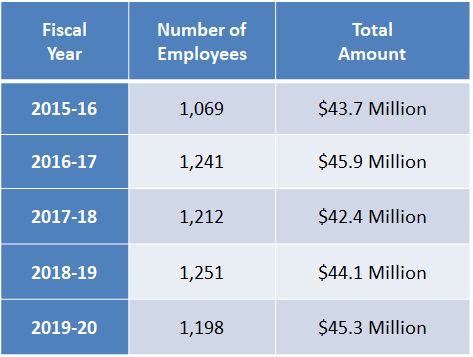 Fiscal Year Number of Employees Total Amount
2015-16 1,069 $43.7 Million
2016-17 1,241 $45.9 Million
2017-18 1,212 $42.4 Million
2018-19 1,251 $44.1 Million
2019-20 1,198 $45.3 Million